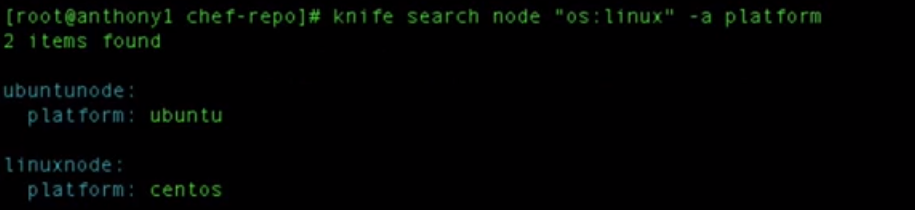 [root@anthony1 chef-repo]# knife search node "os:linux" -a platform
2 items found
ubuntunode:
  platform: ubuntu
linuxnode:
  platform: centos